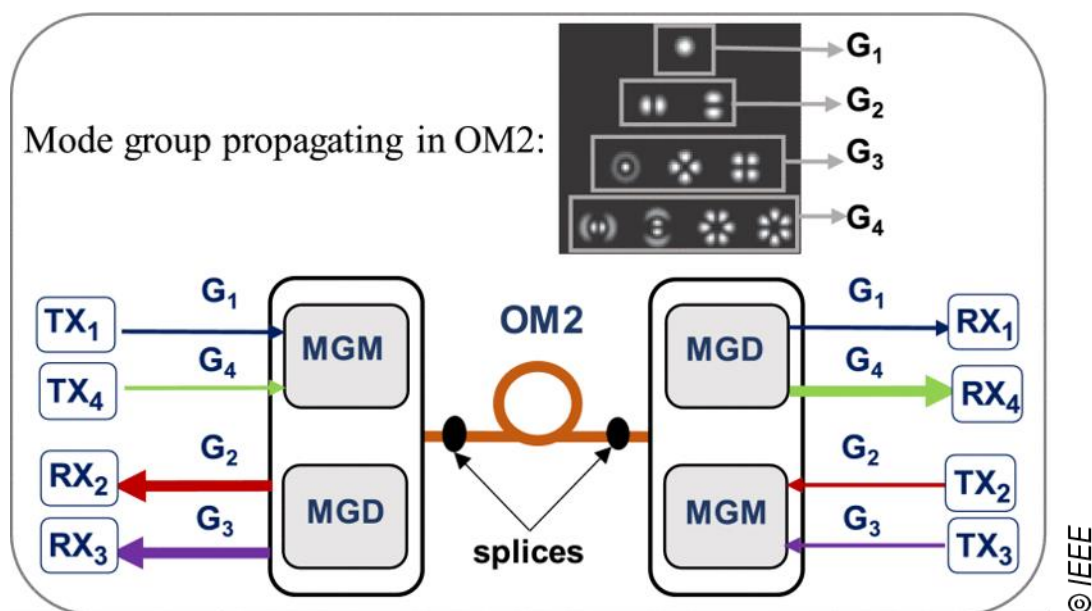 G₁
G₂
Mode group propagating in OM2:
G₃
G₄
G₁
TX₁
MGM
G₄
TX₄
G₂
RX₂
MGD
G₃
RX₃
OM2
splices
G₁
MGD
RX₁
G₄
RX₄
G₂
TX₂
MGM
G₃
TX₃
© IEEE